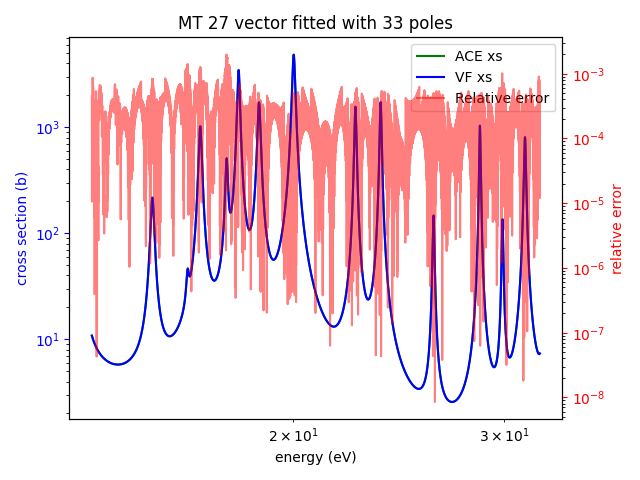 MT 27 vector fitted with 33 poles
ACE xs
VF xs
Relative error
cross section (b)
10³
10²
10¹
relative error
10⁻³
10⁻⁴
10⁻⁵
10⁻⁶
10⁻⁷
10⁻⁸
2 × 10¹
3 × 10¹
energy (eV)